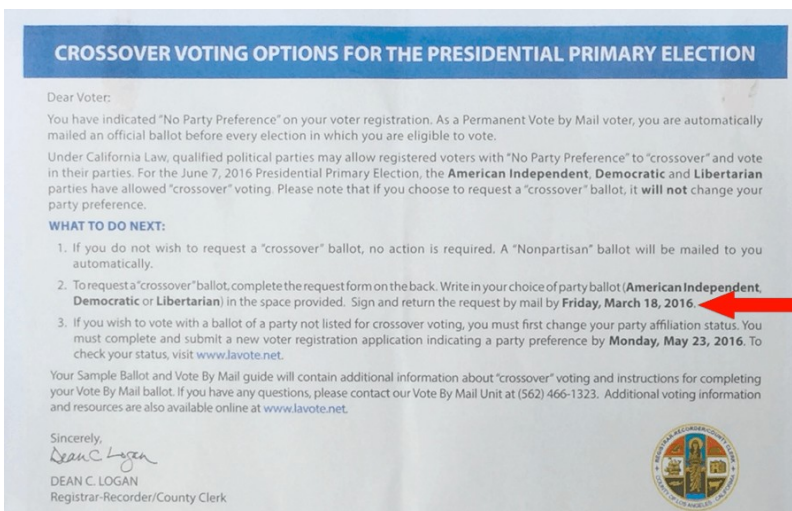 CROSSOVER VOTING OPTIONS FOR THE PRESIDENTIAL PRIMARY ELECTION
Dear Voter:
You have indicated "No Party Preference" on your voter registration. As a Permanent Vote by Mail voter, you are automatically
mailed an official ballot before every election in which you are eligible to vote.
Under California Law, qualified political parties may allow registered voters with "No Party Preference" to "crossover" and vote
in their parties. For the June 7, 2016 Presidential Primary Election, the American Independent, Democratic and Libertarian
parties have allowed "crossover" voting. Please note that if you choose to request a "crossover" ballot, it will not change your
party preference.
WHAT TO DO NEXT:
1. If you do not wish to request a "crossover" ballot, no action is required. A "Nonpartisan" ballot will be mailed to you
automatically.
2. To request a "crossover" ballot, complete the request form on the back. Write in your choice of party ballot (American Independent,
Democratic or Libertarian) in the space provided. Sign and return the request by mail by Friday, March 18, 2016.
3. If you wish to vote with a ballot of a party not listed for crossover voting, you must first change your party affiliation status. You
must complete and submit a new voter registration application indicating a party preference by Monday, May 23, 2016. To
check your status, visit www.lavote.net.
Your Sample Ballot and Vote By Mail guide will contain additional information about "crossover" voting and instructions for completing
your Vote By Mail ballot. If you have any questions, please contact our Vote By Mail Unit at (562) 466-1323. Additional voting information
and resources are also available online at www.lavote.net.
Sincerely,
Dean C Logan
DEAN C. LOGAN
Registrar-Recorder/County Clerk
REGISTRAR-RECORDER/COUNTY CLERK
COUNTY OF LOS ANGELES - CALIFORNIA